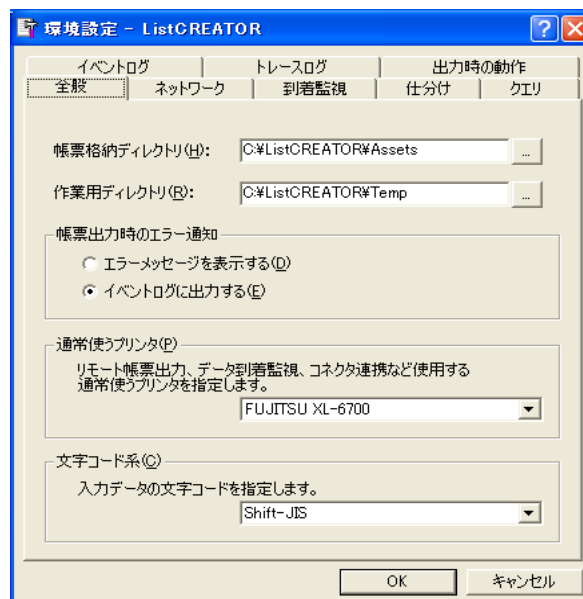 環境設定 - ListCREATOR
イベントログ トレースログ 出力時の動作
全般 ネットワーク 到着監視 仕分け クエリ
帳票格納ディレクトリ(H): C:¥ListCREATOR¥Assets ...
作業用ディレクトリ(R): C:¥ListCREATOR¥Temp ...
帳票出力時のエラー通知
エラーメッセージを表示する(D)
イベントログに出力する(E)
通常使うプリンタ(P)
リモート帳票出力、データ到着監視、コネクタ連携など使用する
通常使うプリンタを指定します。
FUJITSU XL-6700
文字コード系(C)
入力データの文字コードを指定します。
Shift-JIS
OK キャンセル